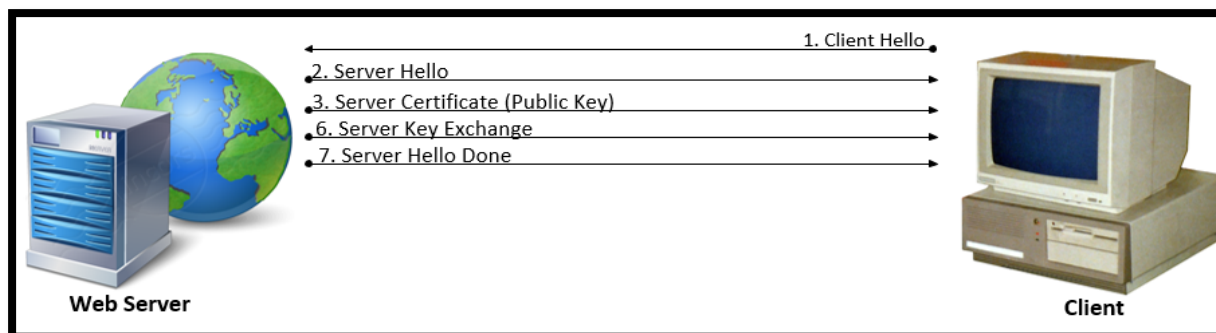 1. Client Hello
2. Server Hello
3. Server Certificate (Public Key)
6. Server Key Exchange
7. Server Hello Done
Web Server
Client